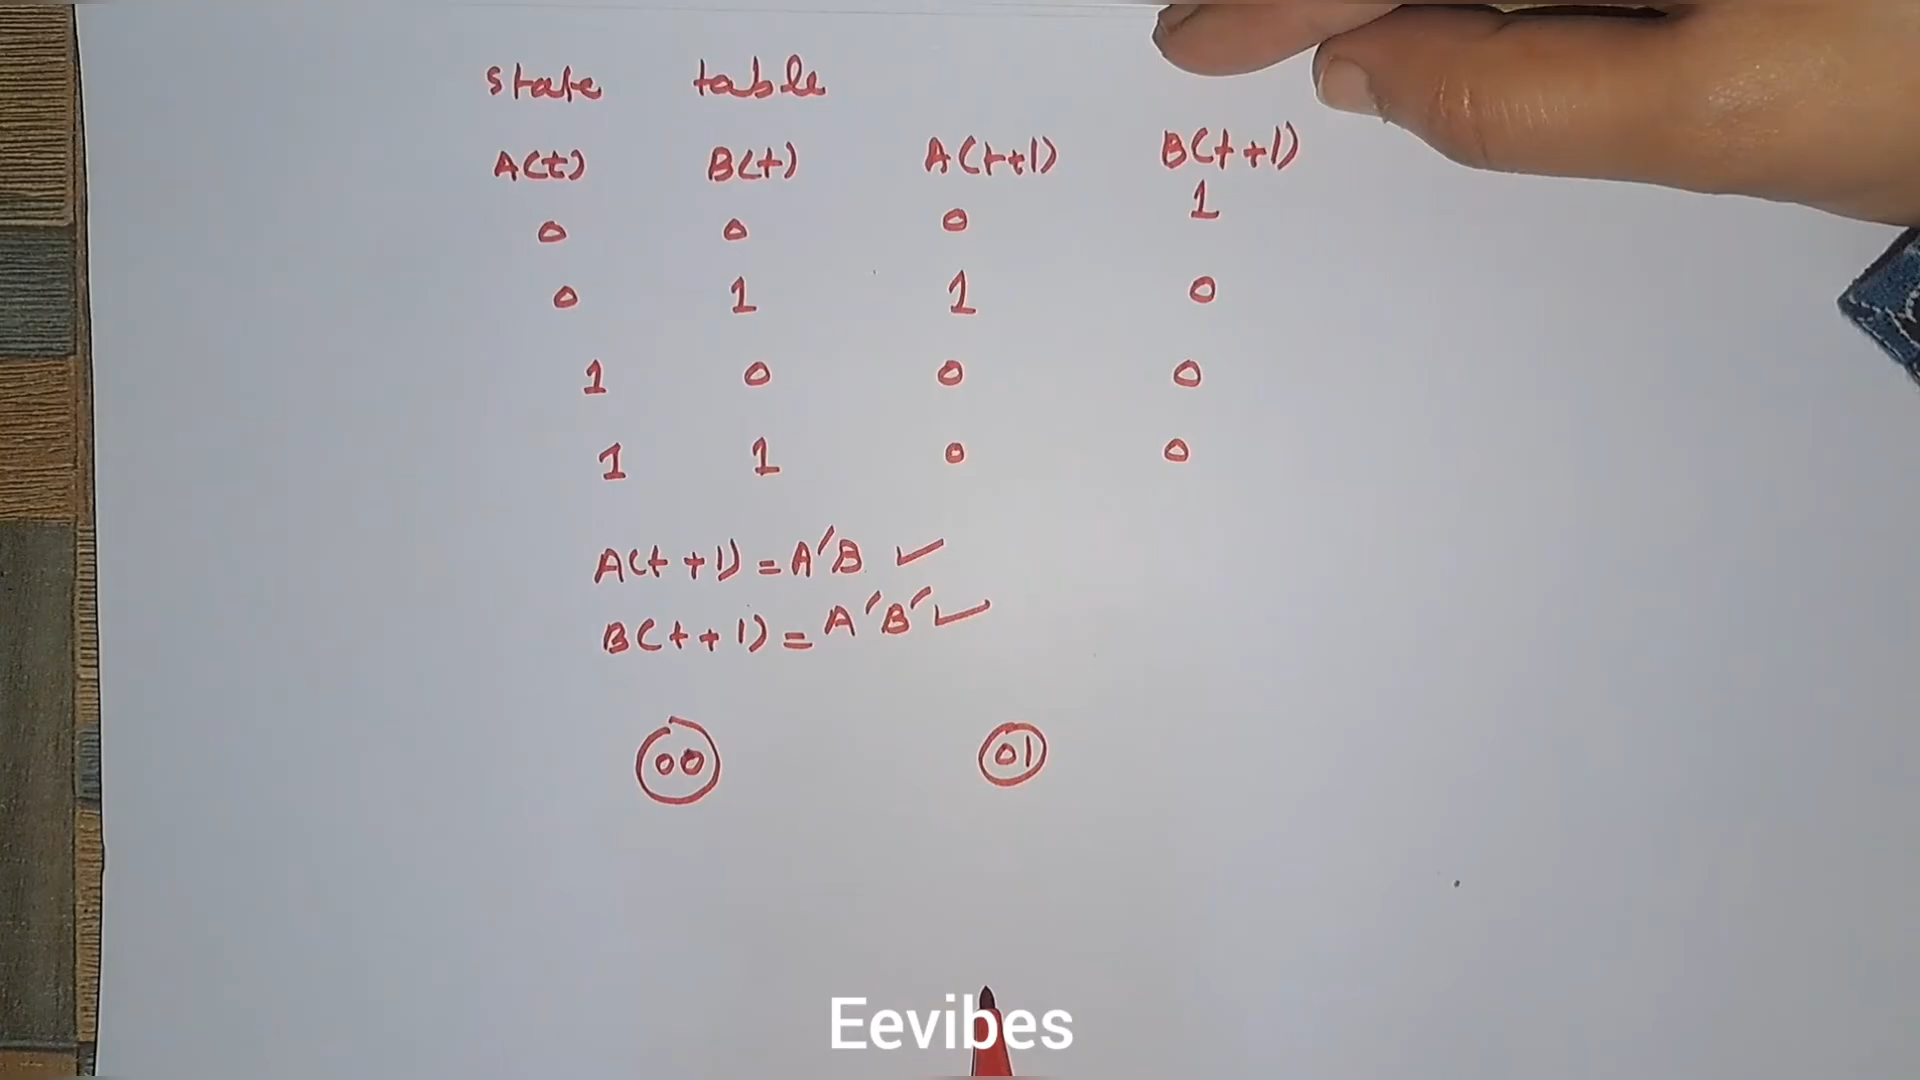 state table
A(t) B(t) A(t+1) B(t+1)
0 0 0 1
0 1 1 0
1 0 0 0
1 1 0 0
A(t+1) = A'B ✓
B(t+1) = A'B' ✓
00 01
Eevibes